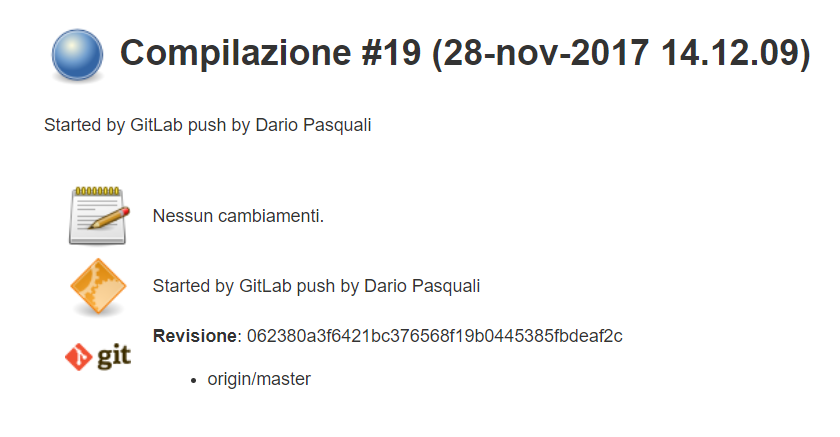 Compilazione #19 (28-nov-2017 14.12.09)
Started by GitLab push by Dario Pasquali
Nessun cambiamenti.
Started by GitLab push by Dario Pasquali
Revisione: 062380a3f6421bc376568f19b0445385fbdeaf2c
git
• origin/master